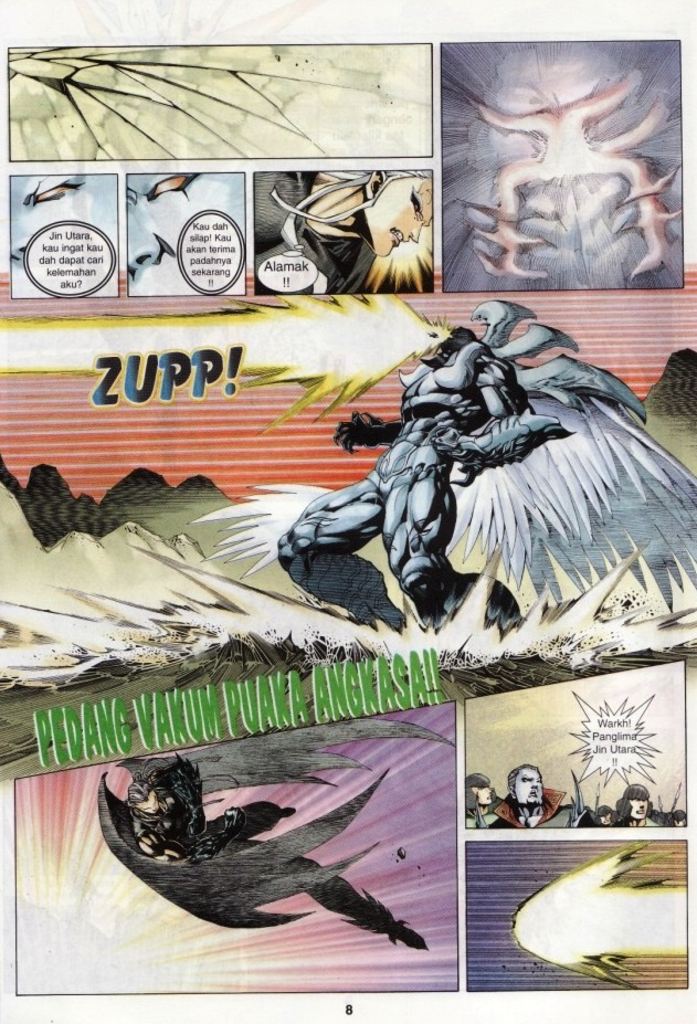 Jin Utara,
kau ingat kau
dah dapat cari
kelemahan
aku?
Kau dah
silap! Kau
akan terima
padahnya
sekarang
!!
Alamak
!!
ZUPP!
PEDANG VAKUM PUAKA ANGKASA!!
Warkh!
Panglima
Jin Utara
!!
8